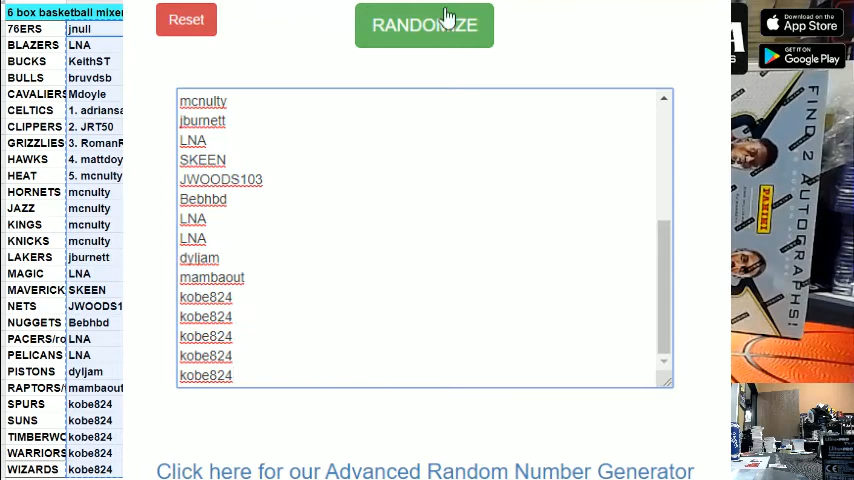 6 box basketball mixer
76ERS jnull
BLAZERS LNA
BUCKS KeithST
BULLS bruvdsb
CAVALIERS Mdoyle
CELTICS 1. adriansa
CLIPPERS 2. JRT50
GRIZZLIES 3. RomanR
HAWKS 4. mattdoy
HEAT 5. mcnulty
HORNETS mcnulty
JAZZ mcnulty
KINGS mcnulty
KNICKS mcnulty
LAKERS jburnett
MAGIC LNA
MAVERICK SKEEN
NETS JWOODS1
NUGGETS Bebhbd
PACERS/ro LNA
PELICANS LNA
PISTONS dyljam
RAPTORS/ mambaout
SPURS kobe824
SUNS kobe824
TIMBERWO kobe824
WARRIORS kobe824
WIZARDS kobe824
Reset
RANDOMIZE
mcnulty
jburnett
LNA
SKEEN
JWOODS103
Bebhbd
LNA
LNA
dyljam
mambaout
kobe824
kobe824
kobe824
kobe824
kobe824
Click here for our Advanced Random Number Generator
Download on the
App Store
GET IT ON
Google Play
FIND 2 AUTOGRAPHS!
PANINI